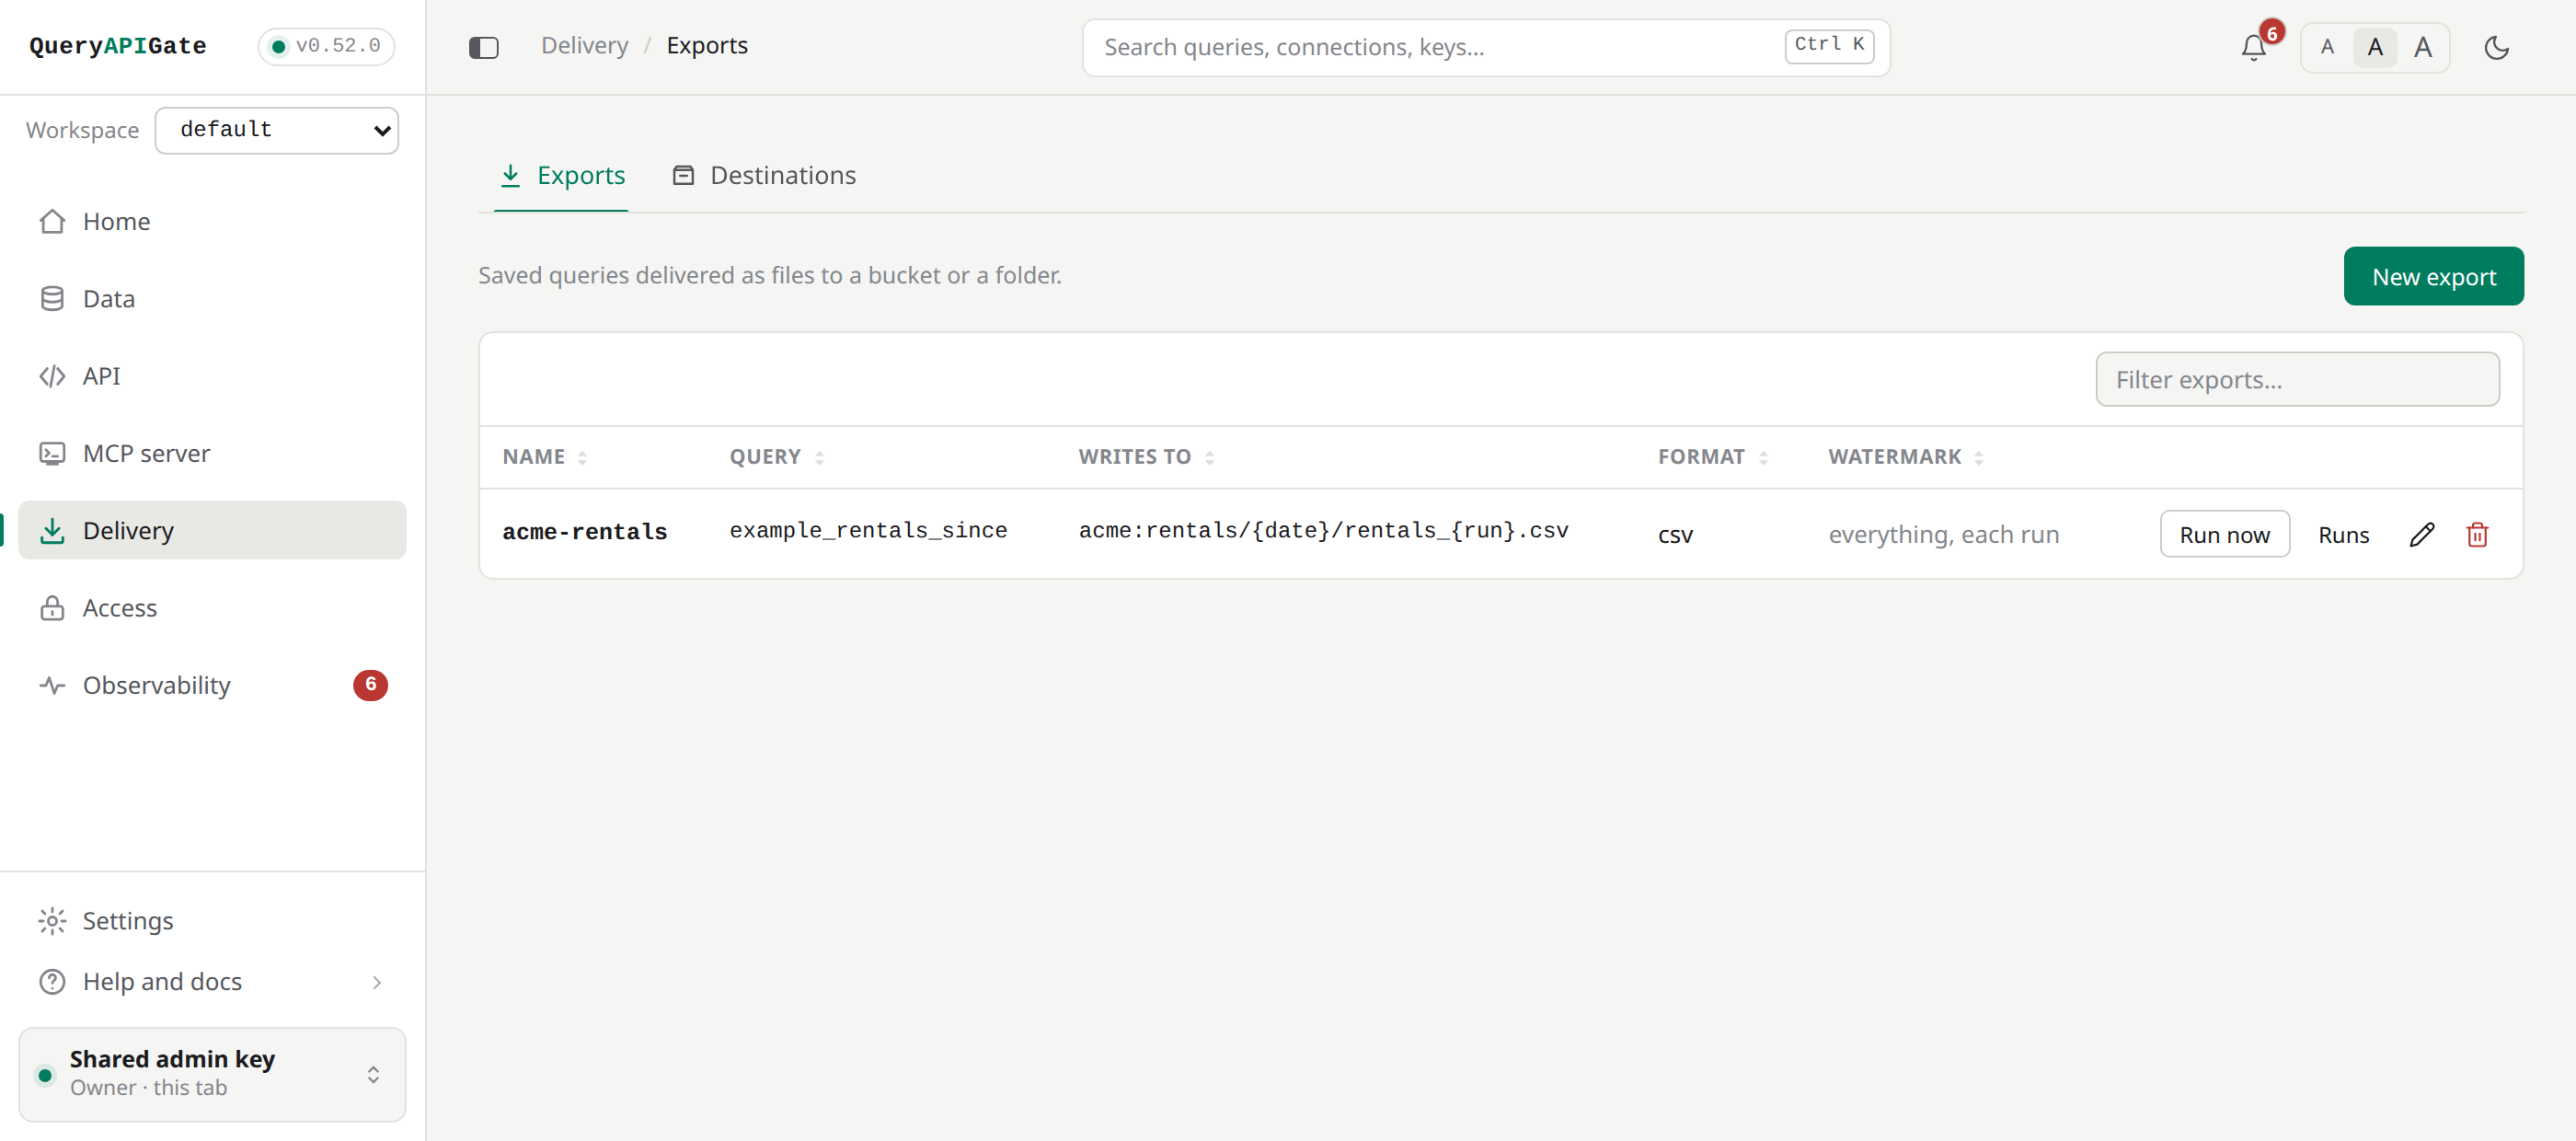 QueryAPIGate
v0.52.0
Delivery / Exports
Search queries, connections, keys...
Ctrl K
6
A A A
Workspace
default
Home
Data
API
MCP server
Delivery
Access
Observability
6
Settings
Help and docs
Shared admin key
Owner · this tab
Exports
Destinations
Saved queries delivered as files to a bucket or a folder.
New export
Filter exports...
NAME QUERY WRITES TO FORMAT WATERMARK
acme-rentals example_rentals_since acme:rentals/{date}/rentals_{run}.csv csv everything, each run Run now Runs